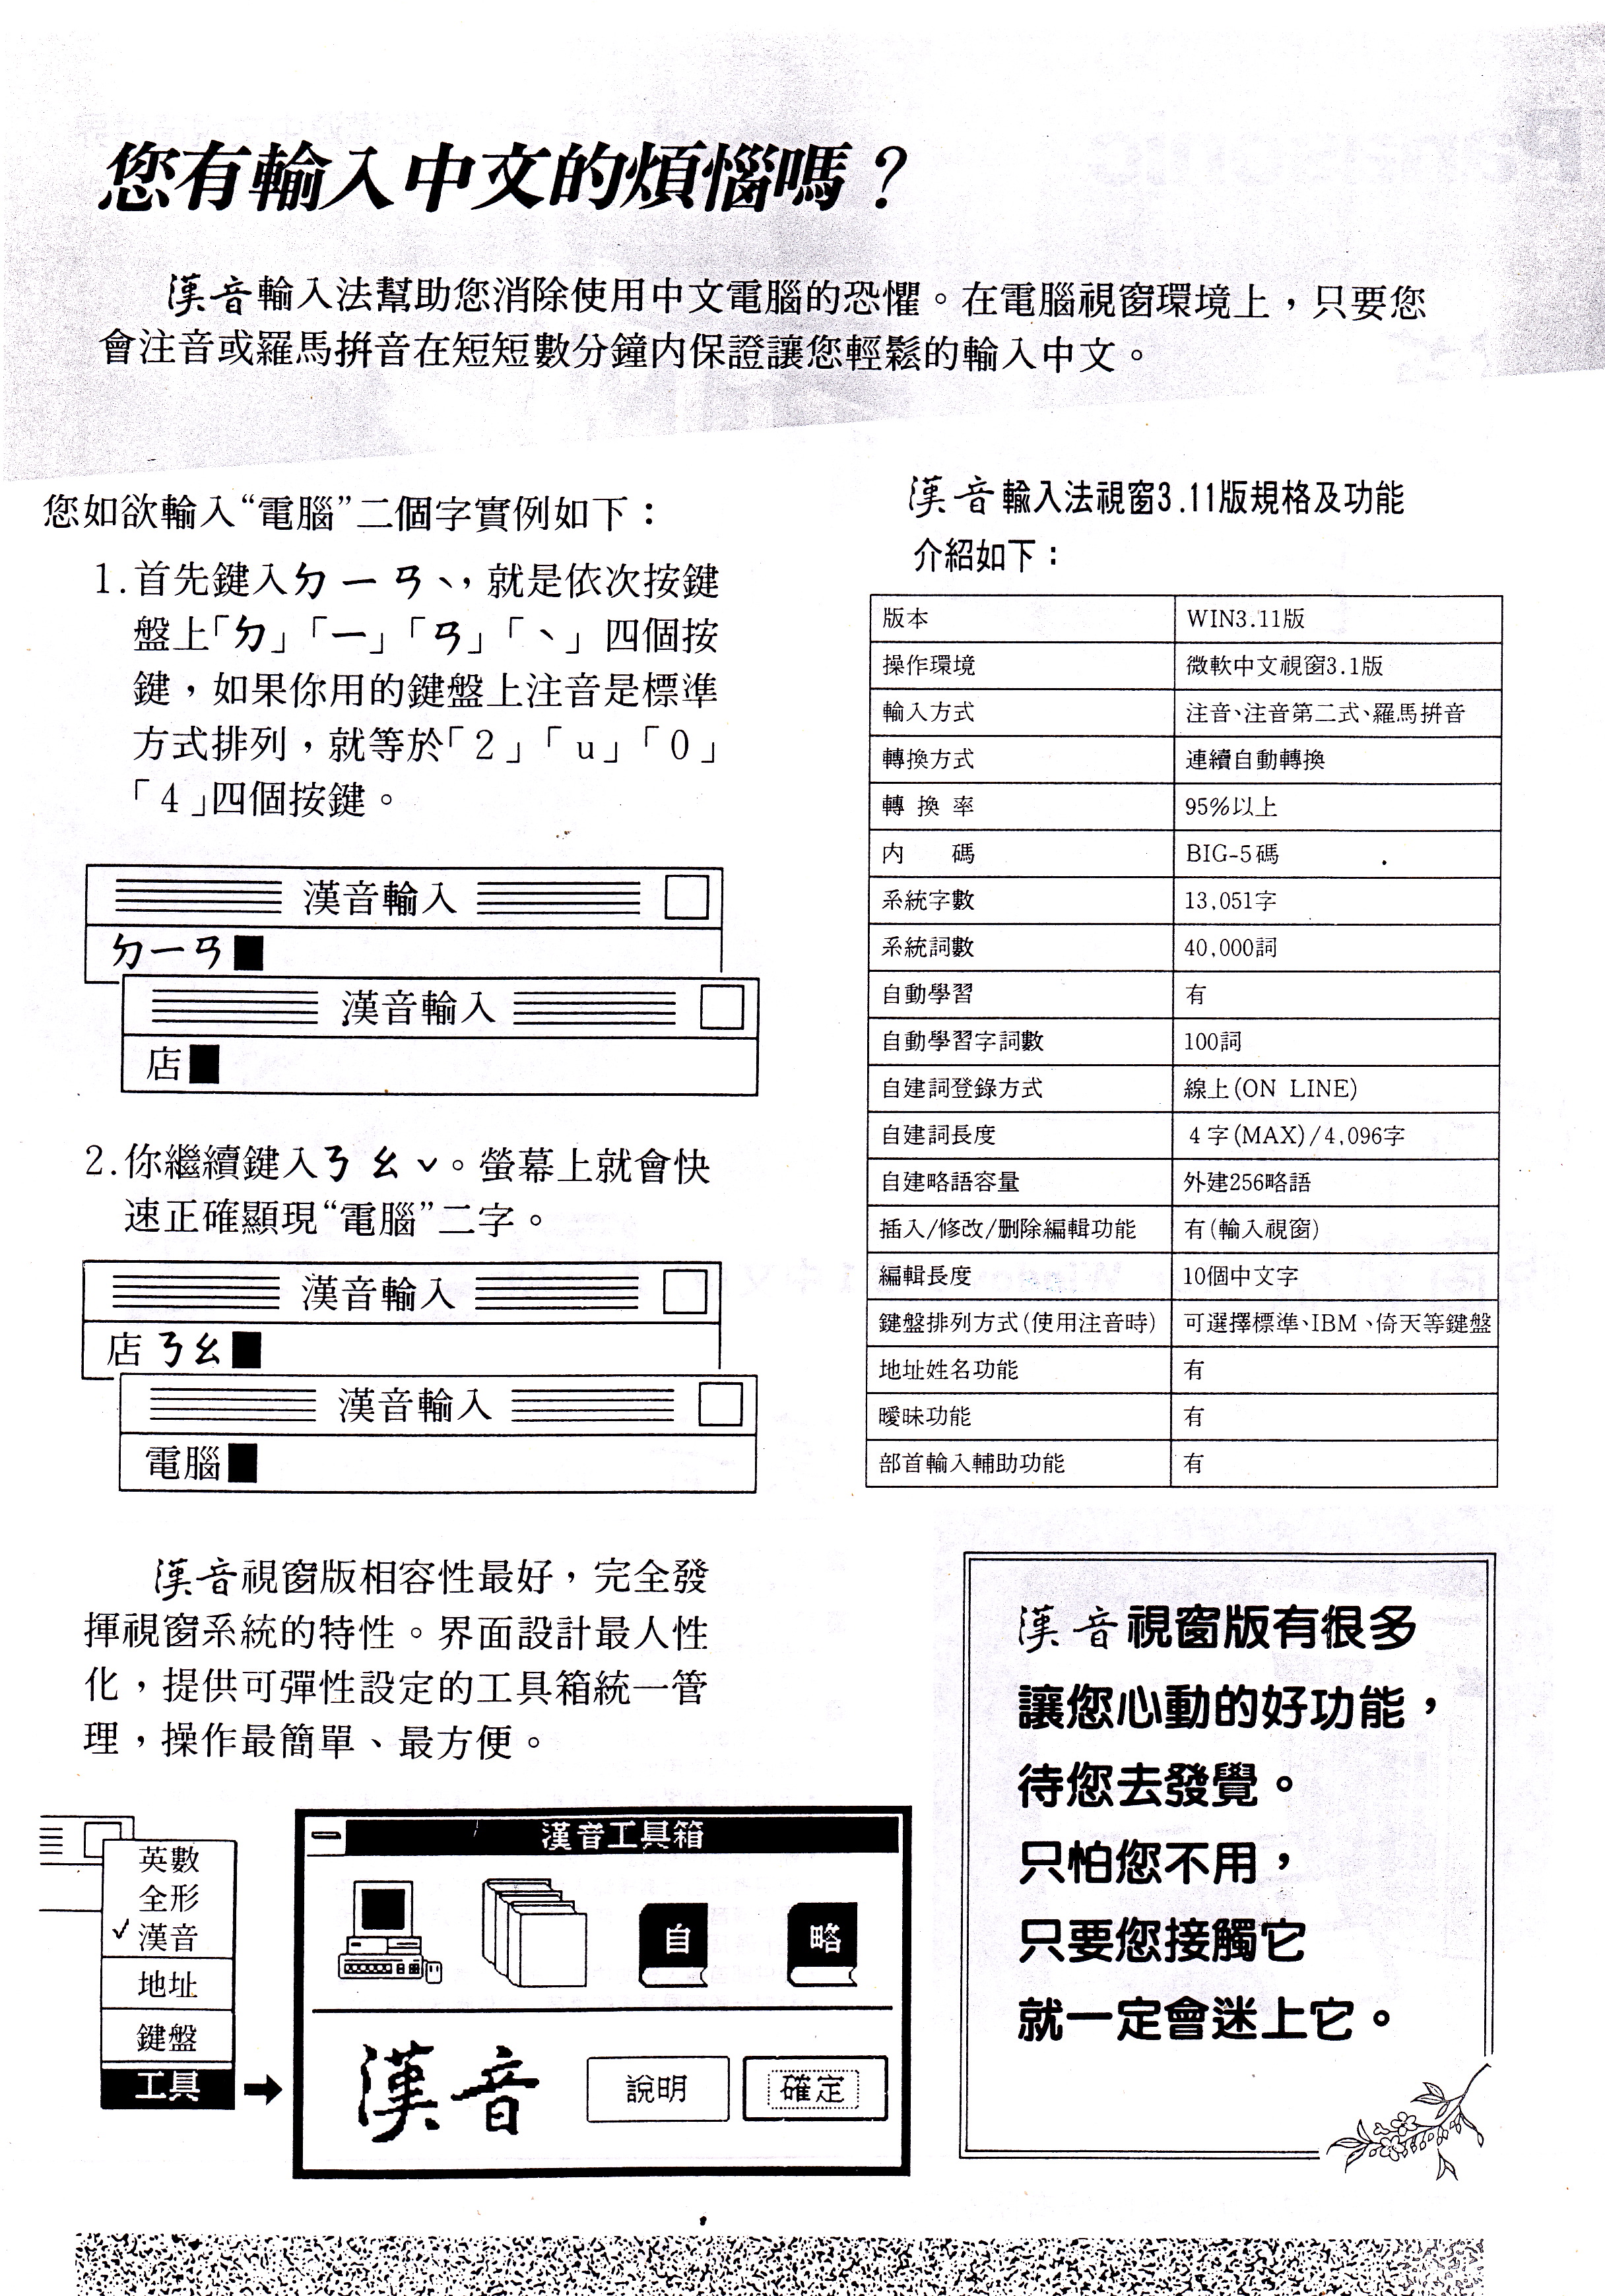 您有輸入中文的煩惱嗎？
漢音輸入法幫助您消除使用中文電腦的恐懼。在電腦視窗環境上，只要您
會注音或羅馬拼音在短短數分鐘內保證讓您輕鬆的輸入中文。
您如欲輸入“電腦”二個字實例如下：
1.首先鍵入ㄉㄧㄢˋ，就是依次按鍵
盤上「ㄉ」「ㄧ」「ㄢ」「ˋ」四個按
鍵，如果你用的鍵盤上注音是標準
方式排列，就等於「2」「u」「0」
「4」四個按鍵。
漢音輸入
ㄉㄧㄢ
漢音輸入
店
2.你繼續鍵入ㄋㄠˇ。螢幕上就會快
速正確顯現“電腦”二字。
漢音輸入
店ㄋㄠ
漢音輸入
電腦
漢音視窗版相容性最好，完全發
揮視窗系統的特性。界面設計最人性
化，提供可彈性設定的工具箱統一管
理，操作最簡單、最方便。
英數
全形
✓漢音
地址
鍵盤
工具
漢音工具箱
自
略
漢音
說明
確定
漢音輸入法視窗3.11版規格及功能
介紹如下：
版本 WIN3.11版
操作環境 微軟中文視窗3.1版
輸入方式 注音、注音第二式、羅馬拼音
轉換方式 連續自動轉換
轉換率 95%以上
內碼 BIG-5碼
系統字數 13,051字
系統詞數 40,000詞
自動學習 有
自動學習字詞數 100詞
自建詞登錄方式 線上(ON LINE)
自建詞長度 4字(MAX)/4,096字
自建略語容量 外建256略語
插入/修改/刪除編輯功能 有(輸入視窗)
編輯長度 10個中文字
鍵盤排列方式(使用注音時) 可選擇標準、IBM、倚天等鍵盤
地址姓名功能 有
曖昧功能 有
部首輸入輔助功能 有
漢音視窗版有很多
讓您心動的好功能，
待您去發覺。
只怕您不用，
只要您接觸它
就一定會迷上它。